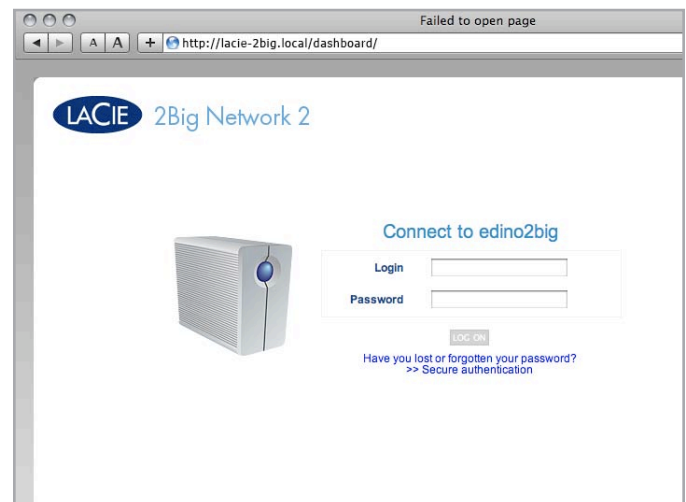 Failed to open page
A A + http://lacie-2big.local/dashboard/
LACIE 2Big Network 2
Connect to edino2big
Login
Password
LOG ON
Have you lost or forgotten your password?
>> Secure authentication